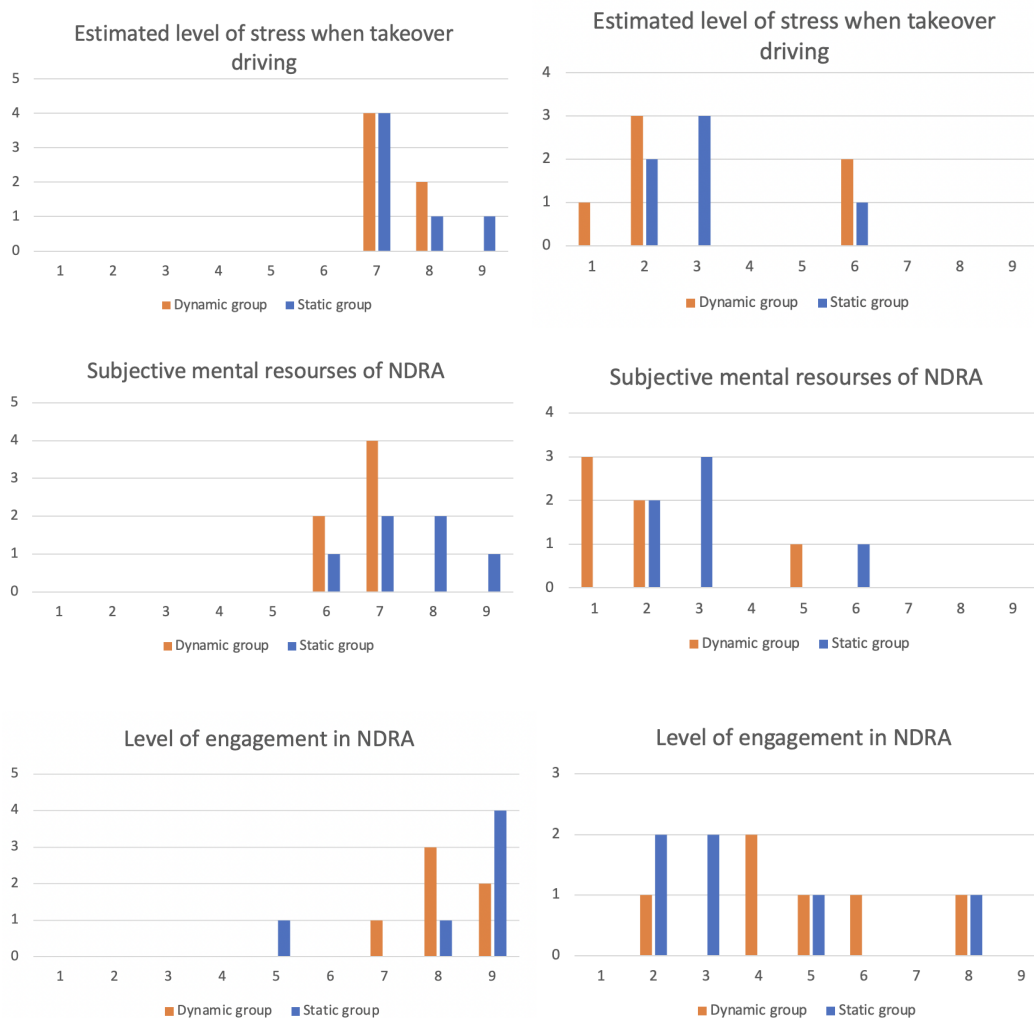 Estimated level of stress when takeover
driving
5
4
3
2
1
0
1 2 3 4 5 6 7 8 9
Dynamic group Static group
Estimated level of stress when takeover
driving
4
3
2
1
0
1 2 3 4 5 6 7 8 9
Dynamic group Static group
Subjective mental resourses of NDRA
5
4
3
2
1
0
1 2 3 4 5 6 7 8 9
Dynamic group Static group
Subjective mental resourses of NDRA
4
3
2
1
0
1 2 3 4 5 6 7 8 9
Dynamic group Static group
Level of engagement in NDRA
5
4
3
2
1
0
1 2 3 4 5 6 7 8 9
Dynamic group Static group
Level of engagement in NDRA
3
2
1
0
1 2 3 4 5 6 7 8 9
Dynamic group Static group